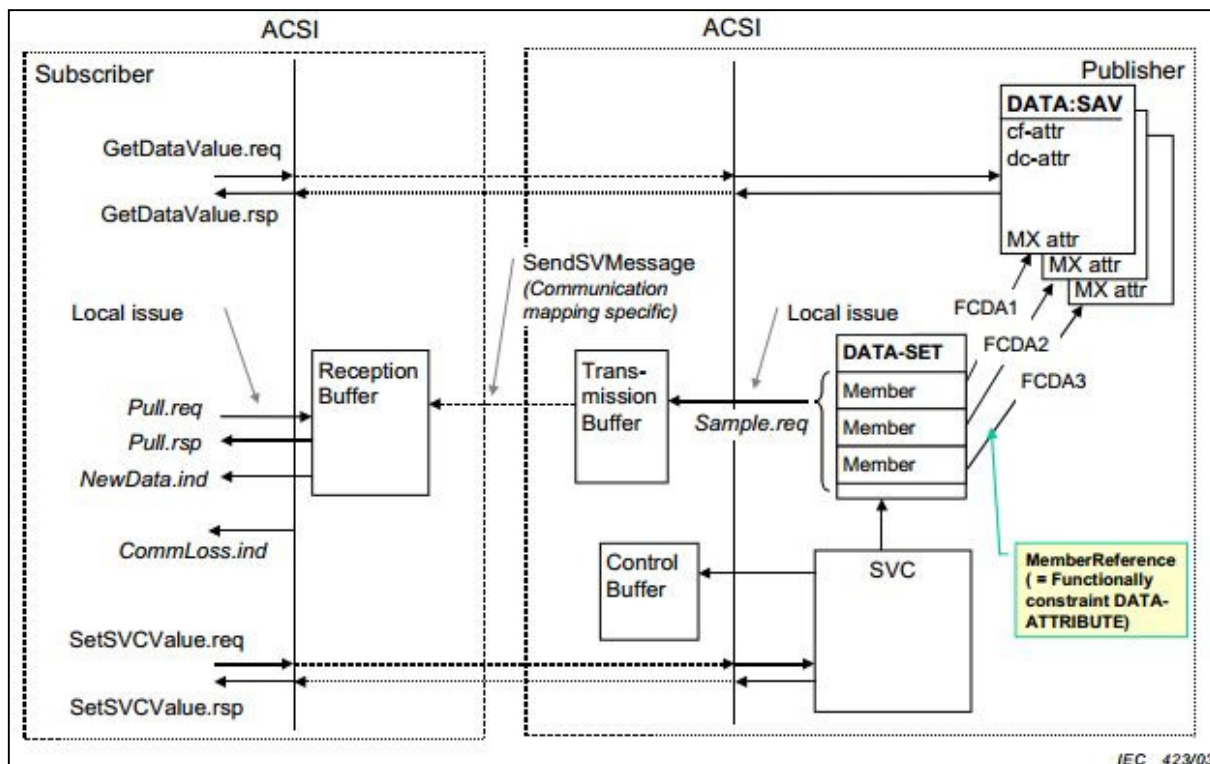 ACSI
ACSI
Subscriber
Publisher
DATA:SAV
cf-attr
dc-attr
MX attr
MX attr
MX attr
GetDataValue.req
GetDataValue.rsp
SendSVMessage
(Communication
mapping specific)
Local issue
Local issue
FCDA1
FCDA2
FCDA3
Reception
Buffer
Trans-
mission
Buffer
DATA-SET
Member
Member
Member
Pull.req
Pull.rsp
NewData.ind
CommLoss.ind
Sample.req
Control
Buffer
SVC
MemberReference
( = Functionally
constraint DATA-
ATTRIBUTE)
SetSVCValue.req
SetSVCValue.rsp
IEC 423/03